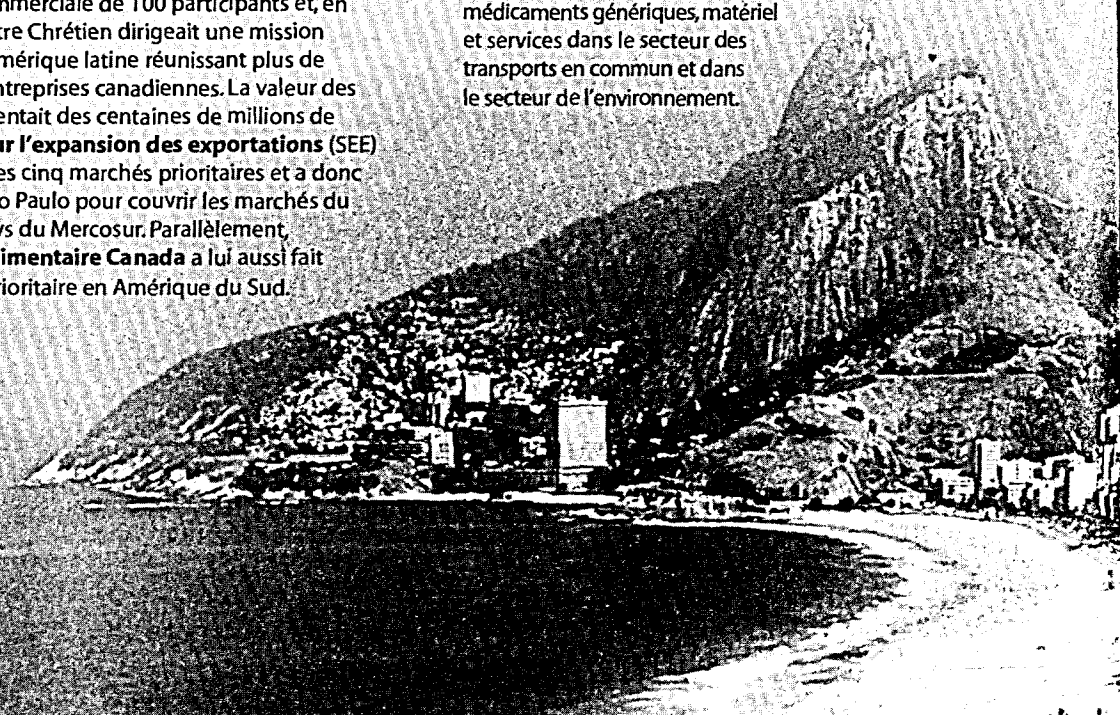 nmerciale de 100 participants et, en
tre Chrétien dirigeait une mission
mérique latine réunissant plus de
ntreprises canadiennes. La valeur des
entait des centaines de millions de
ur l'expansion des exportations (SEE)
es cinq marchés prioritaires et a donc
o Paulo pour couvrir les marchés du
ys du Mercosur. Parallèlement,
limentaire Canada a lui aussi fait
rioritaire en Amérique du Sud.
médicaments génériques, matériel
et services dans le secteur des
transports en commun et dans
le secteur de l'environnement.